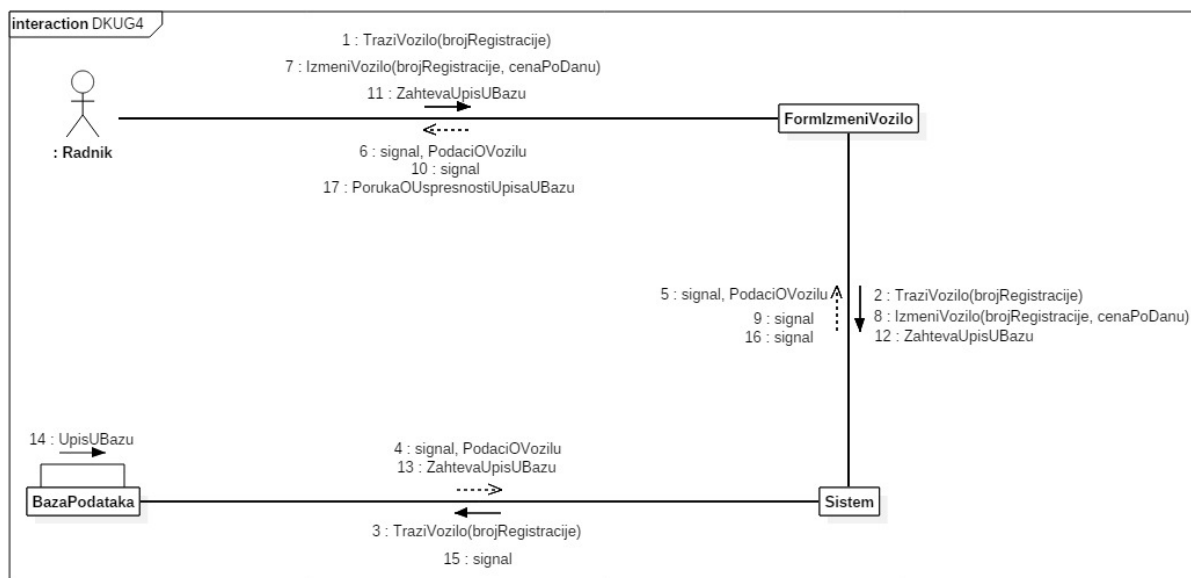 interaction DKUG4
1 : TraziVozilo(brojRegistracije)
7 : IzmeniVozilo(brojRegistracije, cenaPoDanu)
11 : ZahtevaUpisUBazu
: Radnik
FormIzmeniVozilo
6 : signal, PodaciOVozilu
10 : signal
17 : PorukaOUspresnostiUpisaUBazu
5 : signal, PodaciOVozilu
9 : signal
16 : signal
2 : TraziVozilo(brojRegistracije)
8 : IzmeniVozilo(brojRegistracije, cenaPoDanu)
12 : ZahtevaUpisUBazu
14 : UpisUBazu
4 : signal, PodaciOVozilu
13 : ZahtevaUpisUBazu
BazaPodataka
Sistem
3 : TraziVozilo(brojRegistracije)
15 : signal